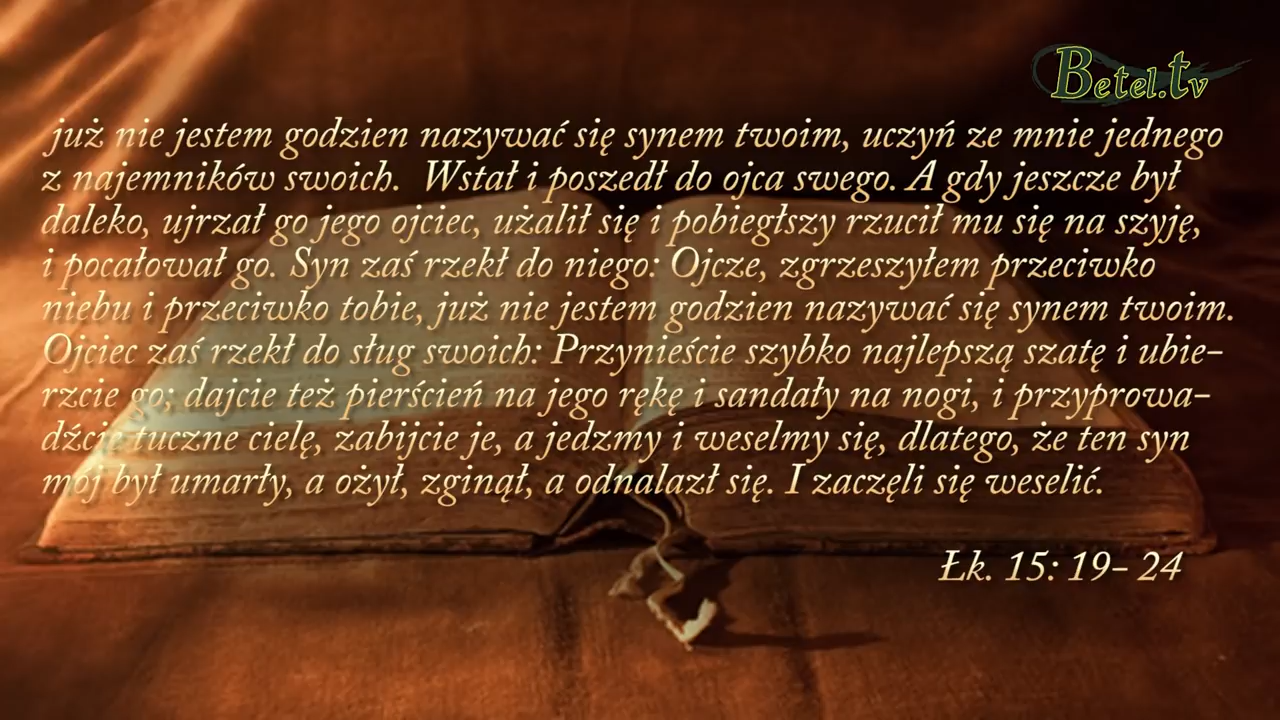 Betel.tv
już nie jestem godzien nazywać się synem twoim, uczyń ze mnie jednego
z najemników swoich. Wstał i poszedł do ojca swego. A gdy jeszcze był
daleko, ujrzał go jego ojciec, użalił się i pobiegłszy rzucił mu się na szyję,
i pocałował go. Syn zaś rzekł do niego: Ojcze, zgrzeszyłem przeciwko
niebu i przeciwko tobie, już nie jestem godzien nazywać się synem twoim.
Ojciec zaś rzekł do sług swoich: Przynieście szybko najlepszą szatę i ubie-
rzcie go; dajcie też pierścień na jego rękę i sandały na nogi, i przyprowa-
dźcie tuczne cielę, zabijcie je, a jedzmy i weselmy się, dlatego, że ten syn
mój był umarły, a ożył, zginął, a odnalazł się. I zaczęli się weselić.
Łk. 15: 19- 24